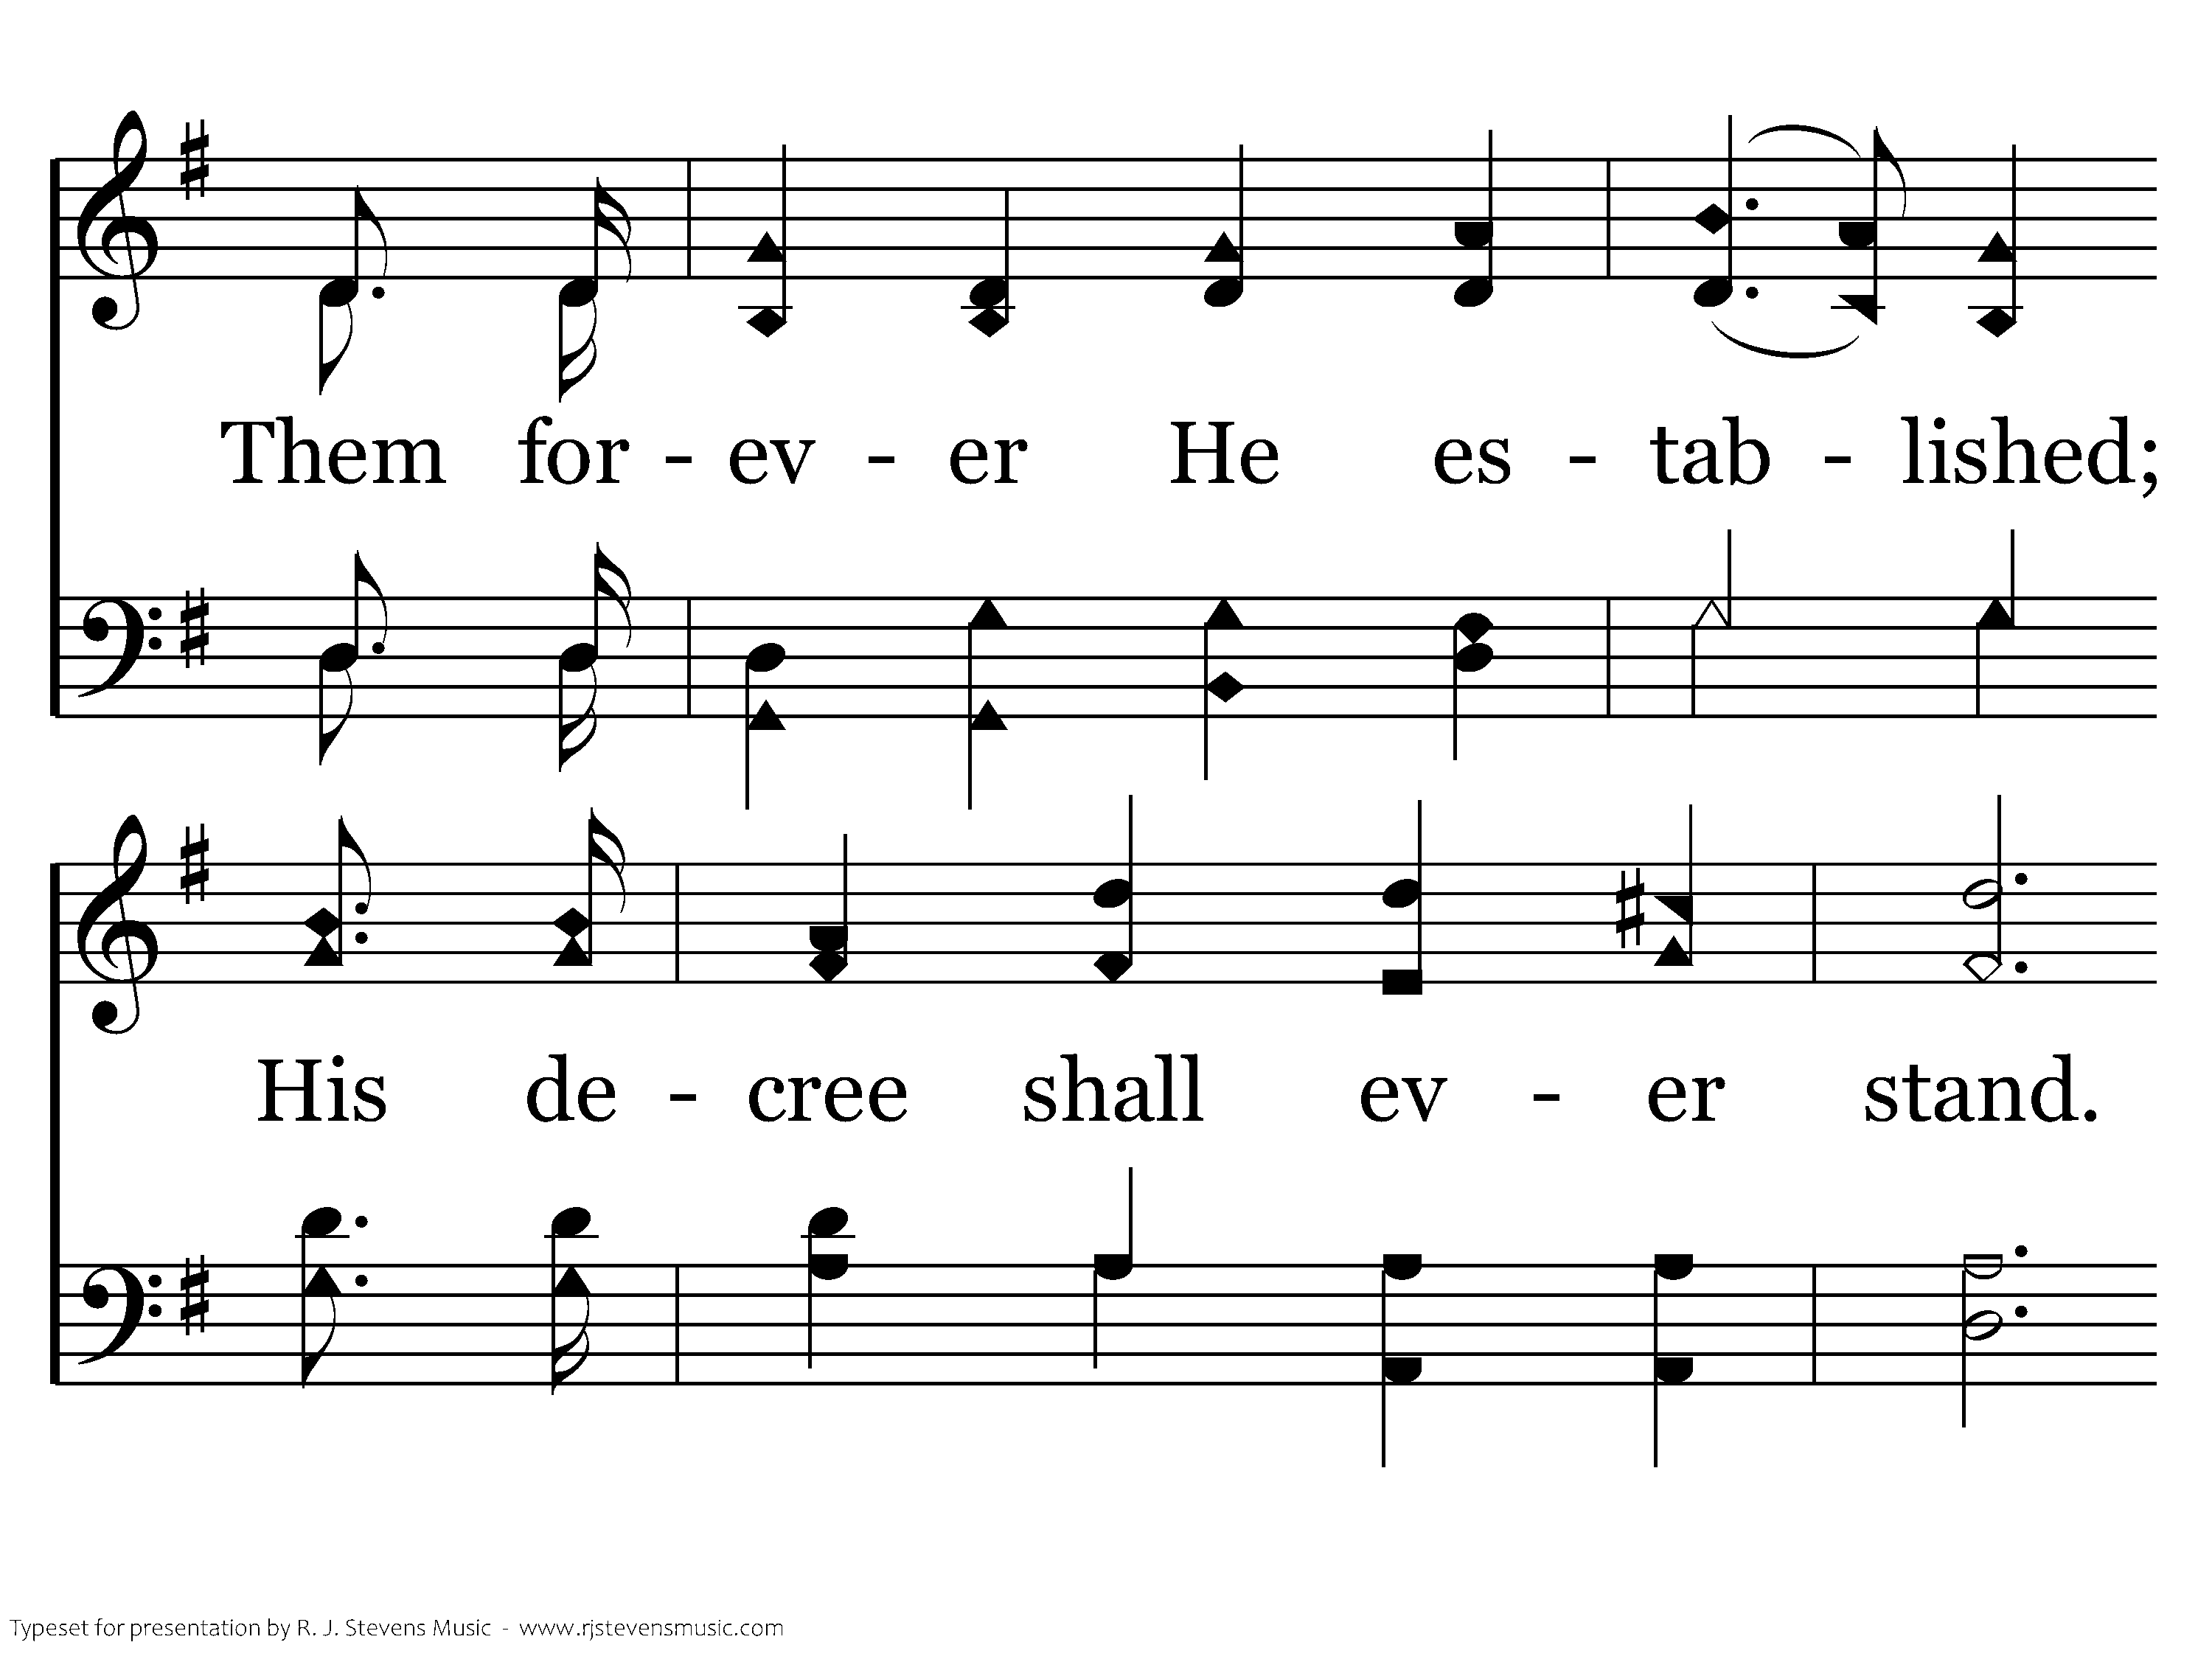 Them for - ev - er He es - tab - lished;
His de - cree shall ev - er stand.
Typeset for presentation by R. J. Stevens Music - www.rjstevensmusic.com